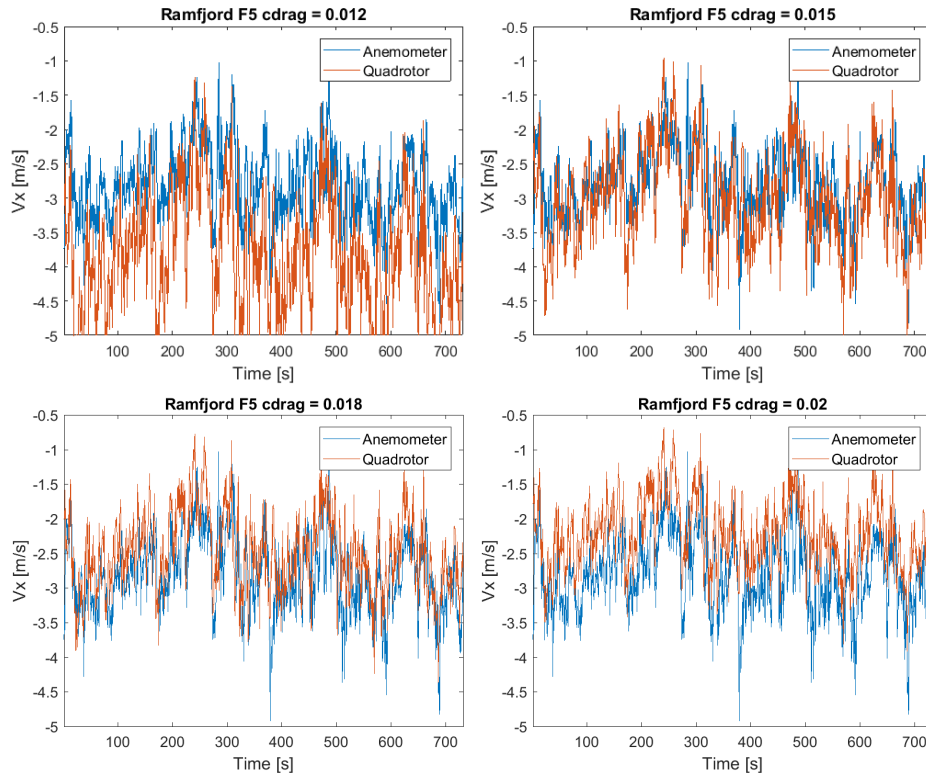 Ramfjord F5 cdrag = 0.012
-0.5
-1
-1.5
-2
-2.5
-3
-3.5
-4
-4.5
-5
Vx [m/s]
Anemometer
Quadrotor
100 200 300 400 500 600 700
Time [s]
Ramfjord F5 cdrag = 0.015
-0.5
-1
-1.5
-2
-2.5
-3
-3.5
-4
-4.5
-5
Vx [m/s]
Anemometer
Quadrotor
100 200 300 400 500 600 700
Time [s]
Ramfjord F5 cdrag = 0.018
-0.5
-1
-1.5
-2
-2.5
-3
-3.5
-4
-4.5
-5
Vx [m/s]
Anemometer
Quadrotor
100 200 300 400 500 600 700
Time [s]
Ramfjord F5 cdrag = 0.02
-0.5
-1
-1.5
-2
-2.5
-3
-3.5
-4
-4.5
-5
Vx [m/s]
Anemometer
Quadrotor
100 200 300 400 500 600 700
Time [s]